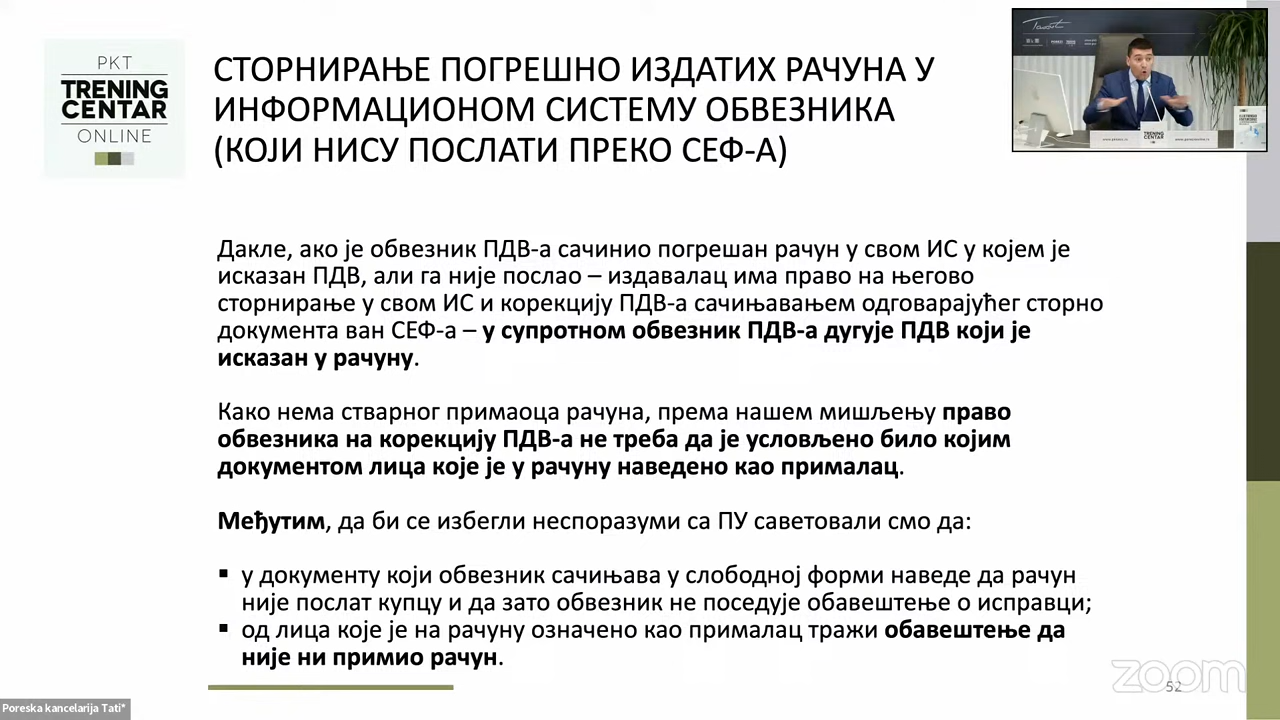 PKT
TRENING
CENTAR
ONLINE
СТОРНИРАЊЕ ПОГРЕШНО ИЗДАТИХ РАЧУНА У
ИНФОРМАЦИОНОМ СИСТЕМУ ОБВЕЗНИКА
(КОЈИ НИСУ ПОСЛАТИ ПРЕКО СЕФ-А)
TRENING
CENTAR
Дакле, ако је обвезник ПДВ-а сачинио погрешан рачун у свом ИС у којем је
исказан ПДВ, али га није послао – издавалац има право на његово
сторнирање у свом ИС и корекцију ПДВ-а сачињавањем одговарајућег сторно
документа ван СЕФ-а – у супротном обвезник ПДВ-а дугује ПДВ који је
исказан у рачуну.
Како нема стварног примаоца рачуна, према нашем мишљењу право
обвезника на корекцију ПДВ-а не треба да је условљено било којим
документом лица које је у рачуну наведено као прималац.
Међутим, да би се избегли неспоразуми са ПУ саветовали смо да:
▪ у документу који обвезник сачињава у слободној форми наведе да рачун
није послат купцу и да зато обвезник не поседује обавештење о исправци;
▪ од лица које је на рачуну означено као прималац тражи обавештење да
није ни примио рачун.
zoom
52
Poreska kancelarija Tati*